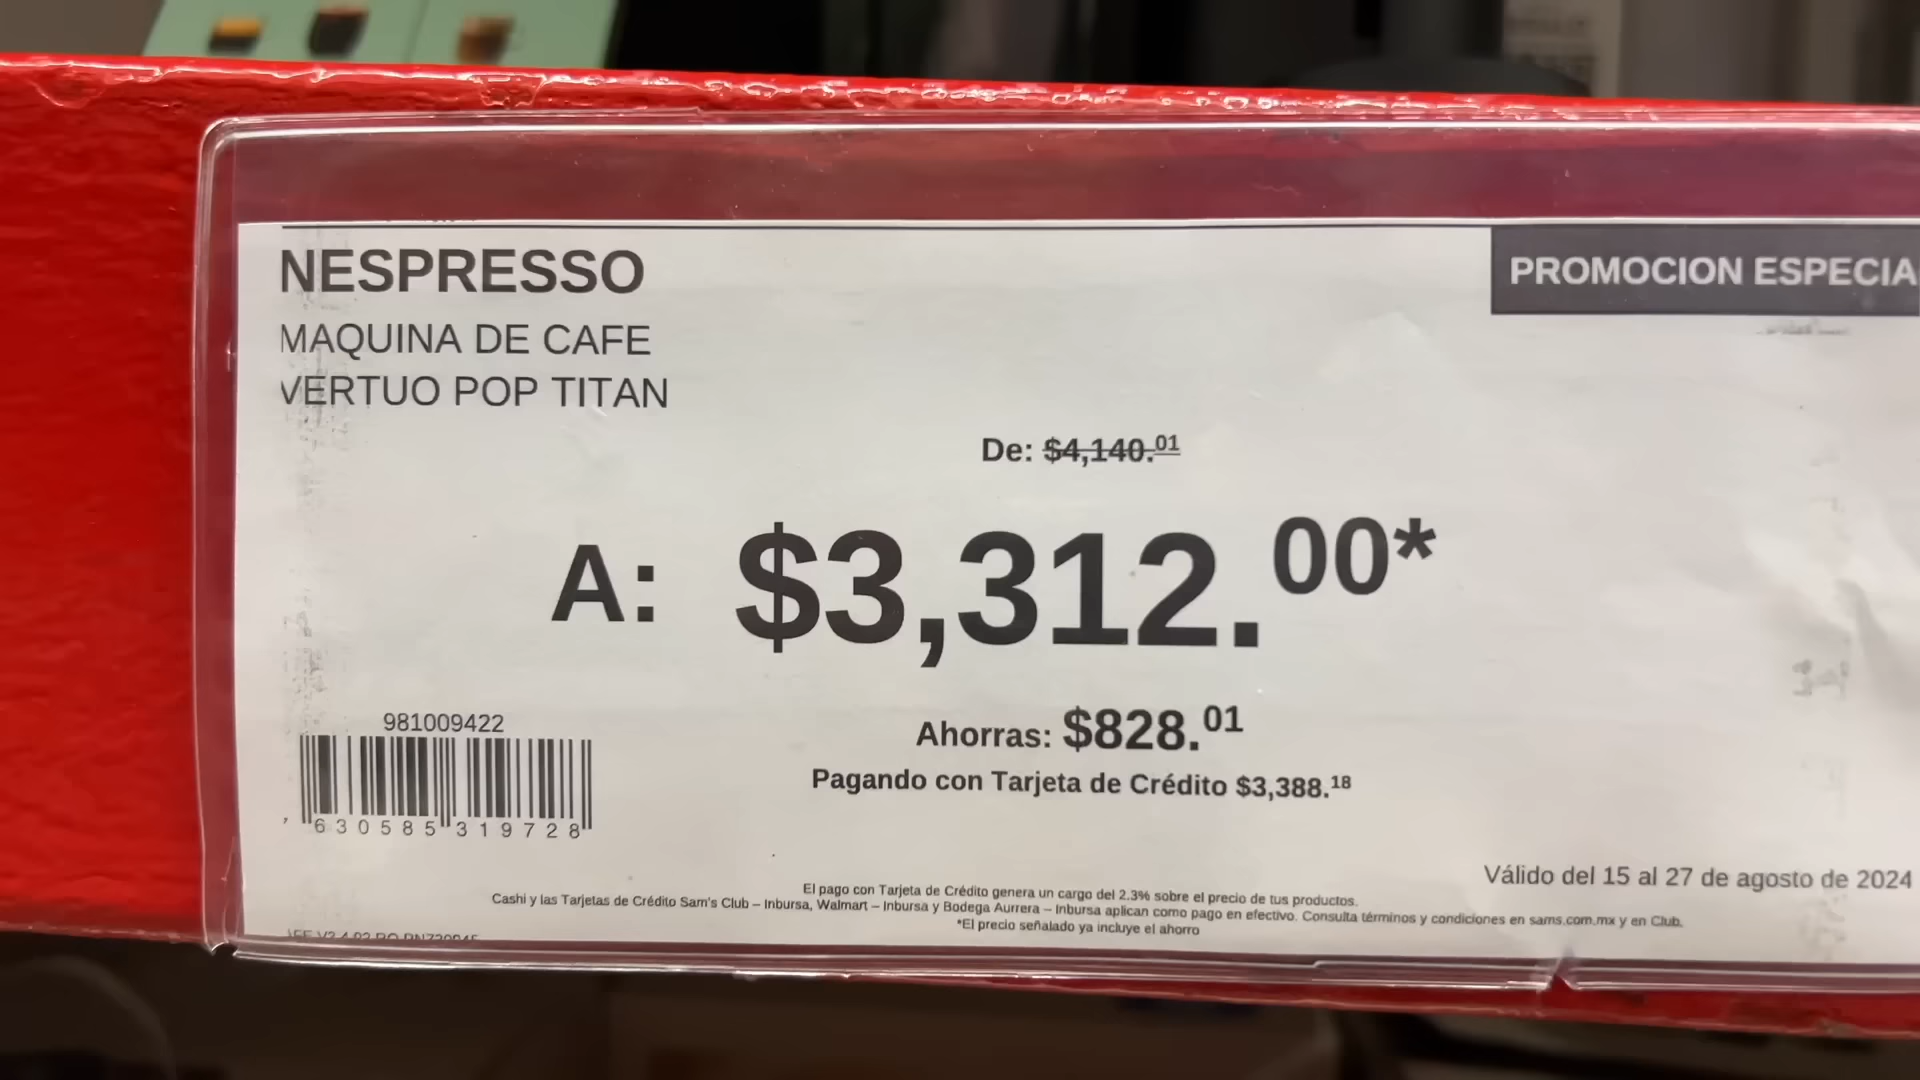 NESPRESSO
PROMOCION ESPECIA
MAQUINA DE CAFE
VERTUO POP TITAN
De: $4,140.01
A: $3,312.00*
981009422
Ahorras: $828.01
Pagando con Tarjeta de Crédito $3,388.18
630585319728
Válido del 15 al 27 de agosto de 2024
El pago con Tarjeta de Crédito genera un cargo del 2.3% sobre el precio de tus productos.
Cashi y las Tarjetas de Crédito Sam's Club – Inbursa, Walmart – Inbursa y Bodega Aurrera – Inbursa aplican como pago en efectivo. Consulta términos y condiciones en sams.com.mx y en Club.
*El precio señalado ya incluye el ahorro